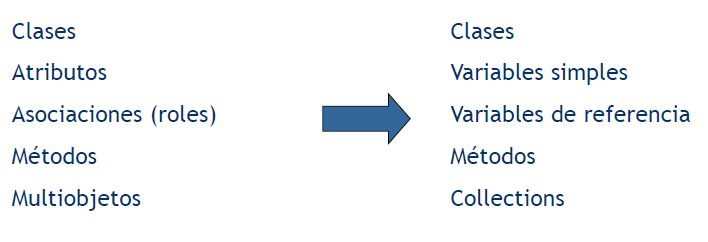 Clases
Atributos
Asociaciones (roles)
Métodos
Multiobjetos
Clases
Variables simples
Variables de referencia
Métodos
Collections